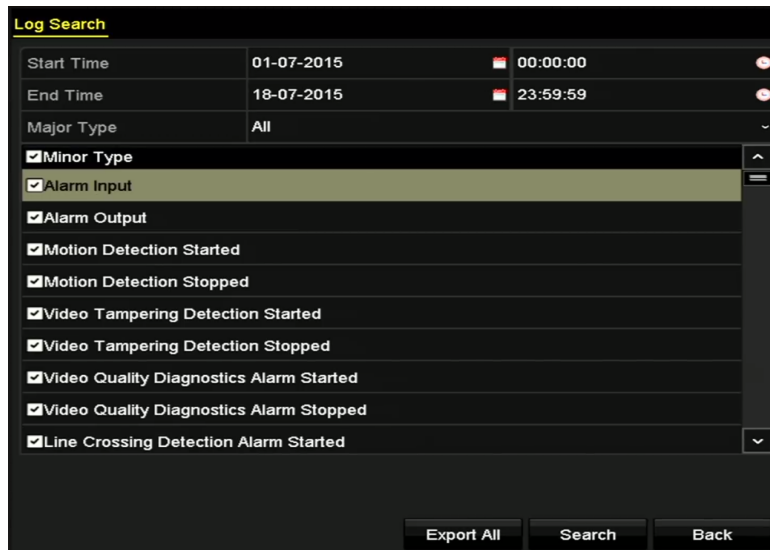 Log Search
Start Time 01-07-2015 00:00:00
End Time 18-07-2015 23:59:59
Major Type All
Minor Type
Alarm Input
Alarm Output
Motion Detection Started
Motion Detection Stopped
Video Tampering Detection Started
Video Tampering Detection Stopped
Video Quality Diagnostics Alarm Started
Video Quality Diagnostics Alarm Stopped
Line Crossing Detection Alarm Started
Export All Search Back